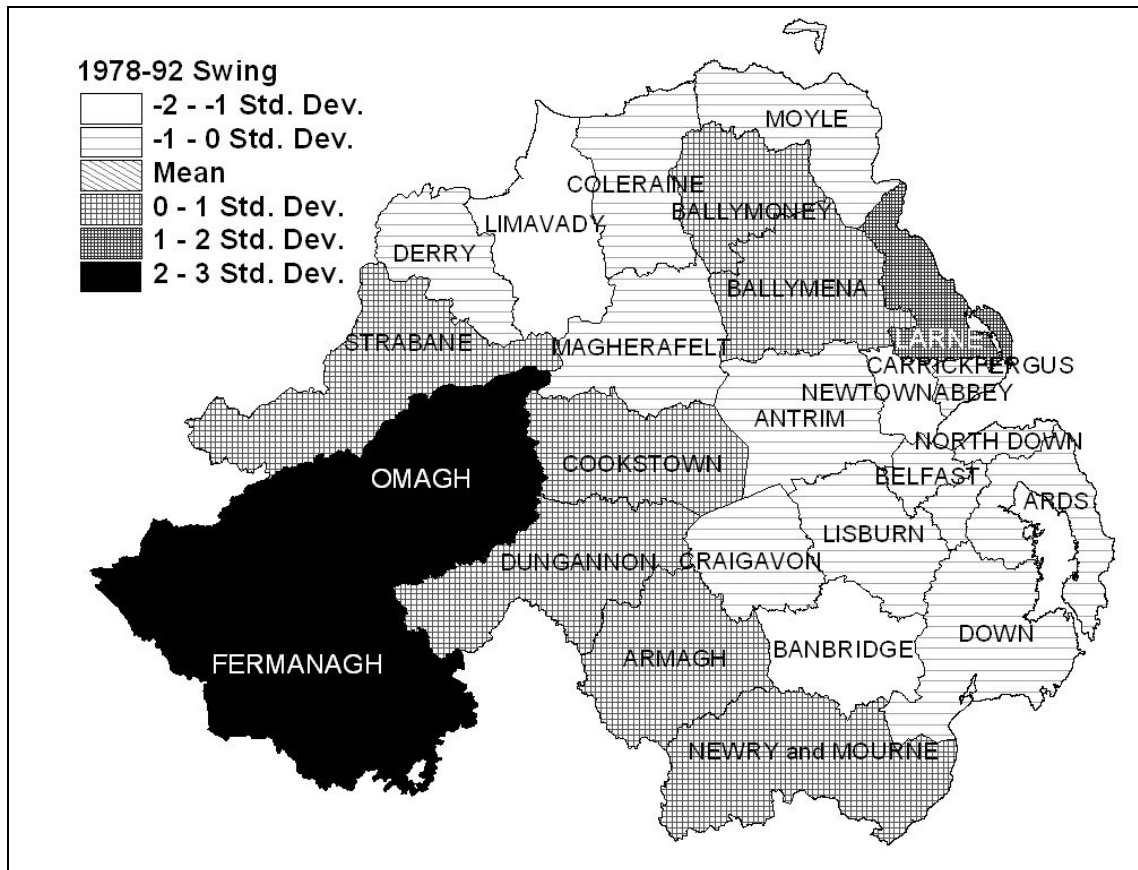 1978-92 Swing
-2 - -1 Std. Dev.
-1 - 0 Std. Dev.
Mean
0 - 1 Std. Dev.
1 - 2 Std. Dev.
2 - 3 Std. Dev.
MOYLE
COLERAINE
LIMAVADY
BALLYMONEY
DERRY
BALLYMENA
STRABANE
MAGHERAFELT
LARNE
CARRICKFERGUS
NEWTOWNABBEY
ANTRIM
NORTH DOWN
COOKSTOWN
BELFAST
OMAGH
ARDS
LISBURN
DUNGANNON
CRAIGAVON
DOWN
BANBRIDGE
ARMAGH
FERMANAGH
NEWRY and MOURNE